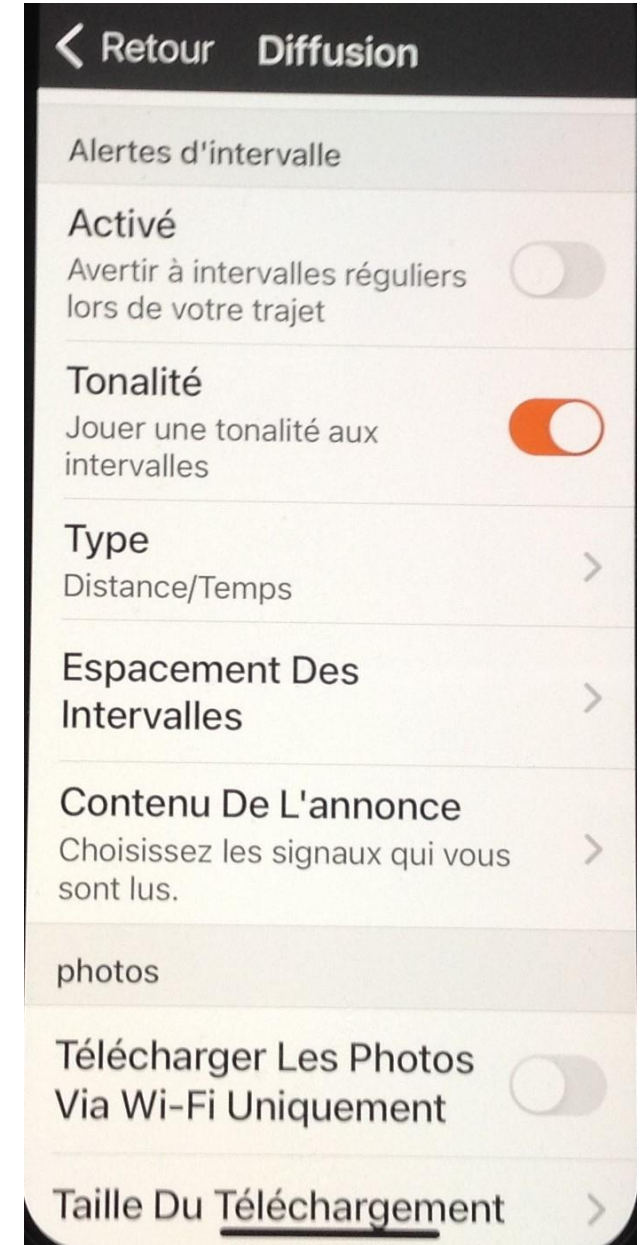 Retour Diffusion
Alertes d'intervalle
Activé
Avertir à intervalles réguliers
lors de votre trajet
Tonalité
Jouer une tonalité aux
intervalles
Type
Distance/Temps
Espacement Des
Intervalles
Contenu De L'annonce
Choisissez les signaux qui vous
sont lus.
photos
Télécharger Les Photos
Via Wi-Fi Uniquement
Taille Du Téléchargement